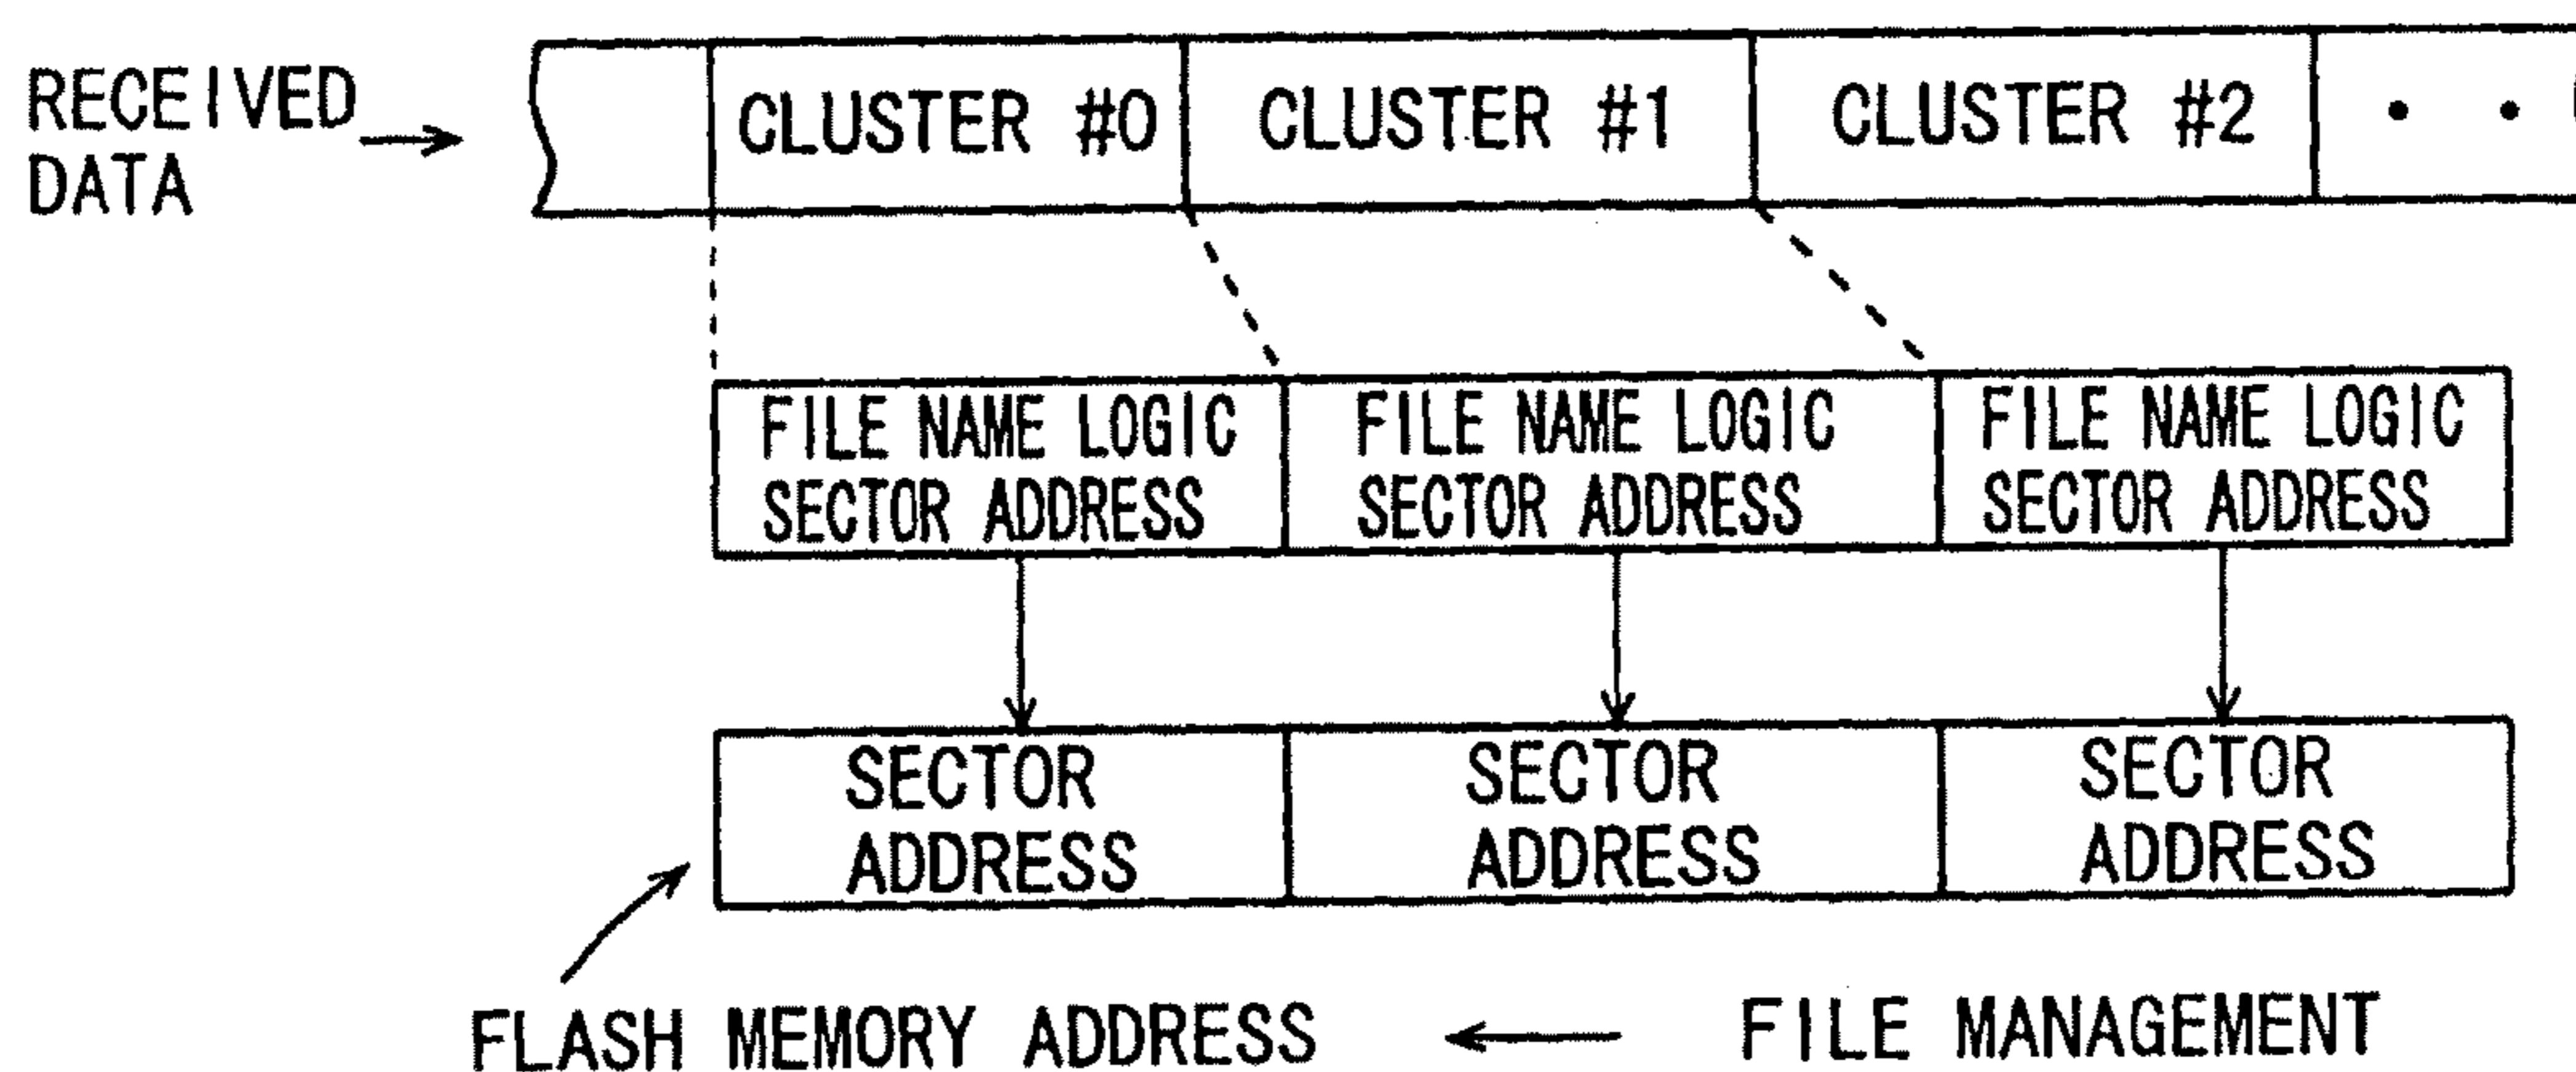 RECEIVED
DATA
CLUSTER #0
CLUSTER #1
CLUSTER #2
• •
FILE NAME LOGIC
SECTOR ADDRESS
FILE NAME LOGIC
SECTOR ADDRESS
FILE NAME LOGIC
SECTOR ADDRESS
SECTOR
ADDRESS
SECTOR
ADDRESS
SECTOR
ADDRESS
FLASH MEMORY ADDRESS
FILE MANAGEMENT